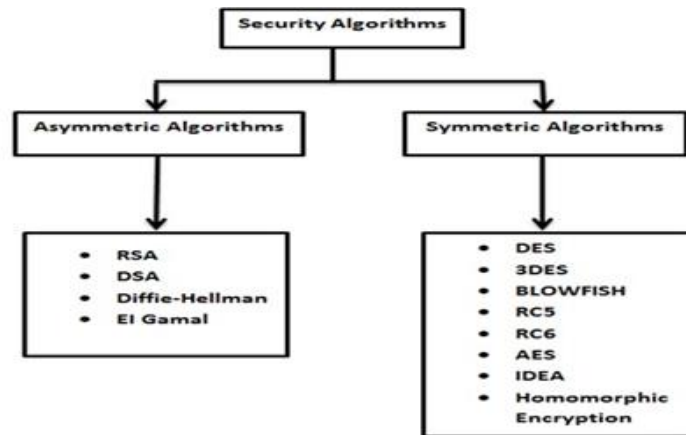 Security Algorithms
Asymmetric Algorithms
Symmetric Algorithms
• RSA
• DSA
• Diffie-Hellman
• El Gamal
• DES
• 3DES
• BLOWFISH
• RC5
• RC6
• AES
• IDEA
• Homomorphic
Encryption